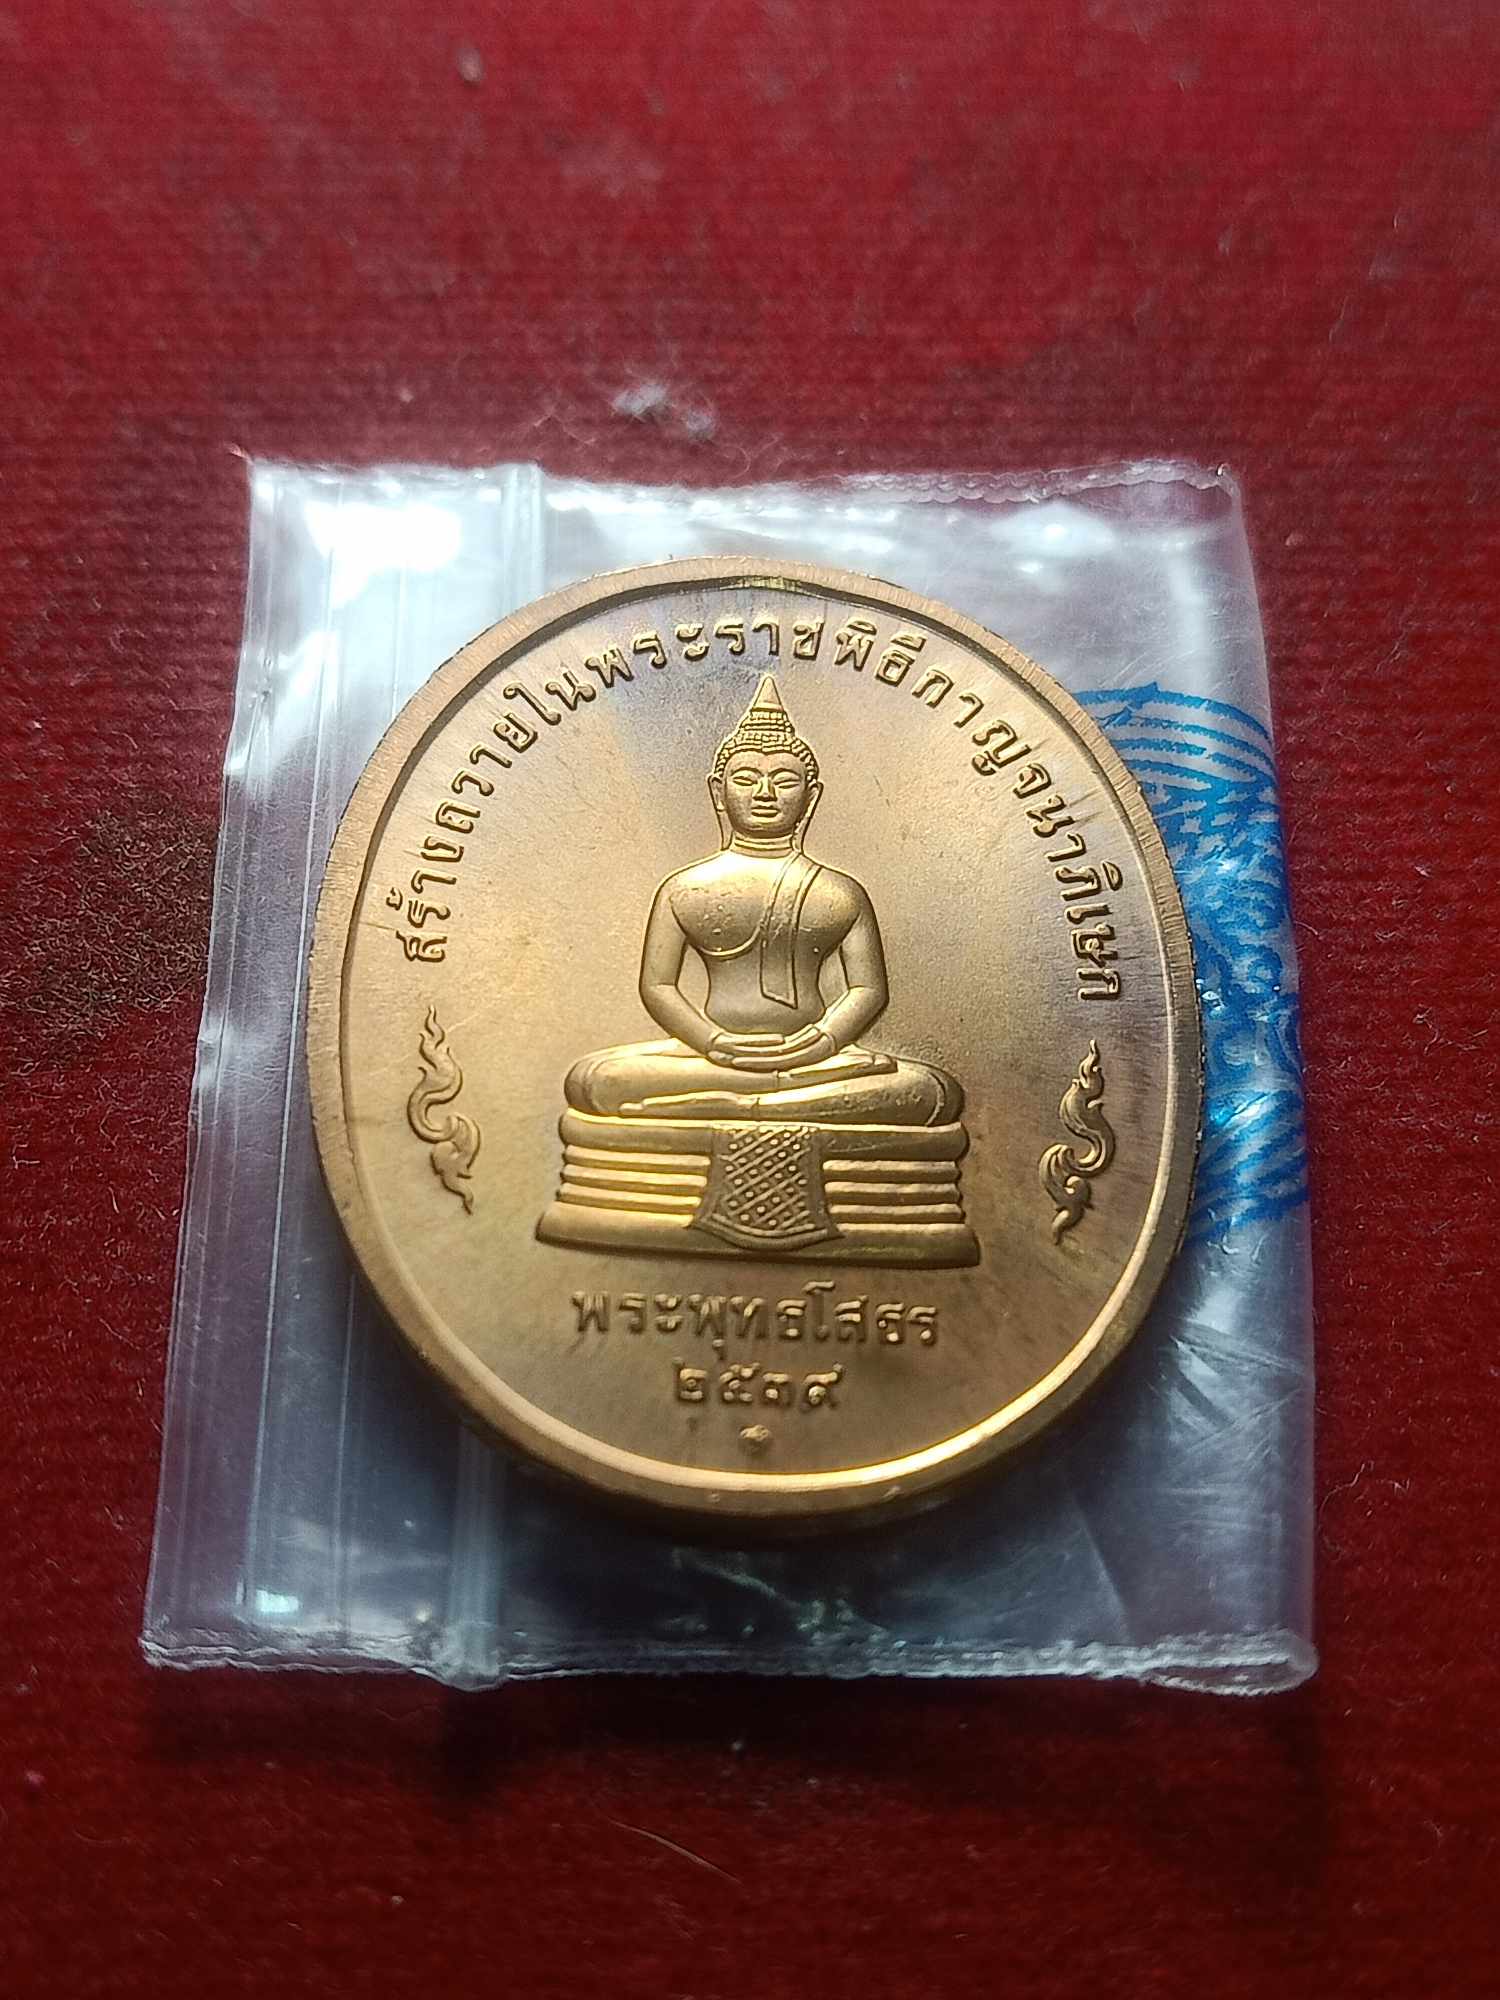 สร้างถวายในพระราชพิธีกาญจนาภิเษก
พระพุทธโสธร
๒๕๓๙